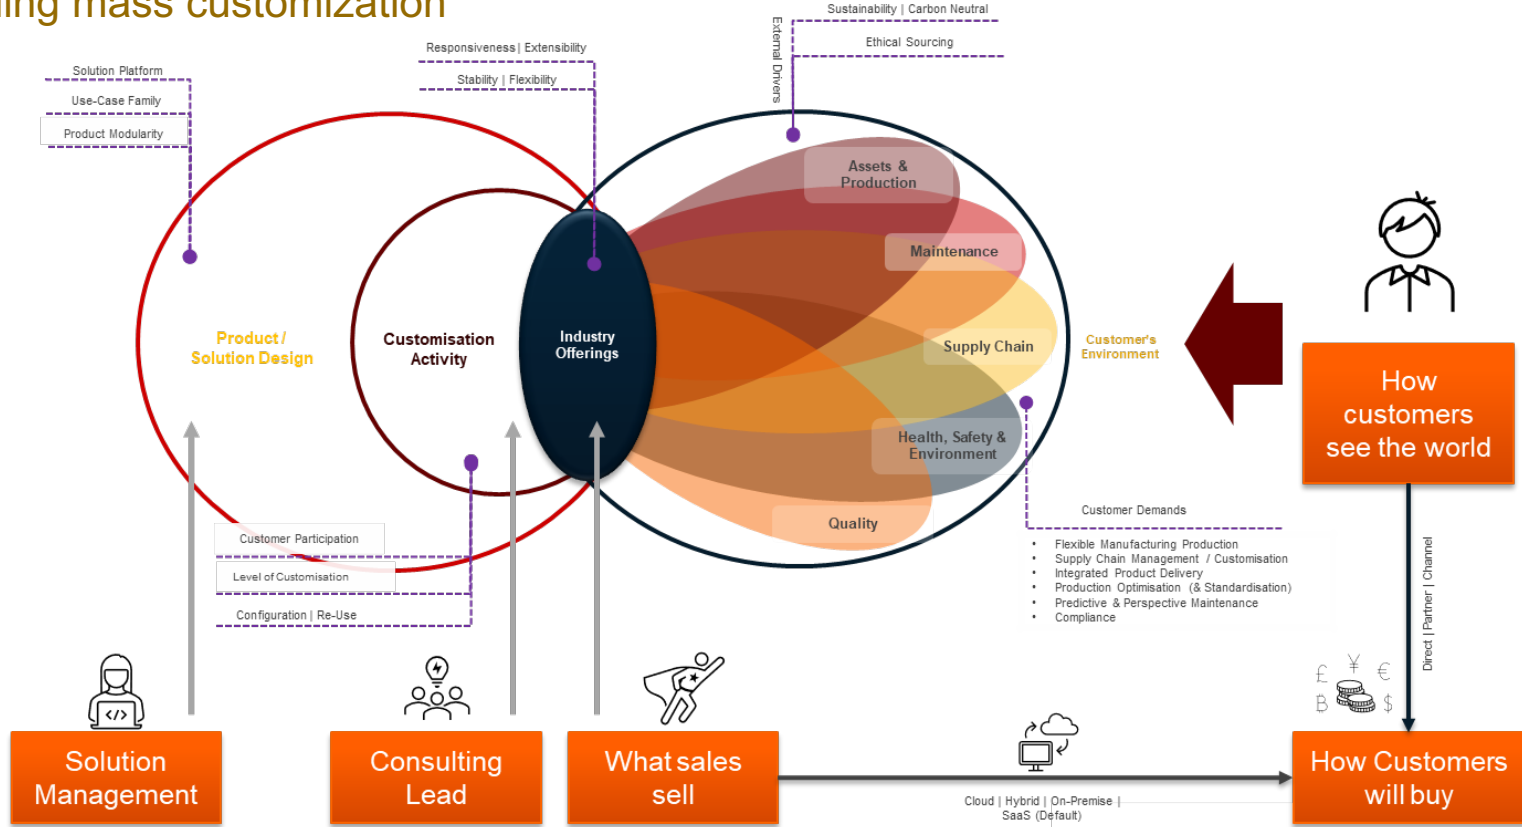 ling mass customization
Sustainability | Carbon Neutral
Ethical Sourcing
External Drivers
Responsiveness | Extensibility
Stability | Flexibility
Solution Platform
Use-Case Family
Product Modularity
Assets &
Production
Maintenance
Supply Chain
Health, Safety &
Environment
Quality
Product /
Solution Design
Customisation
Activity
Industry
Offerings
Customer's
Environment
How
customers
see the world
Customer Participation
Level of Customisation
Configuration | Re-Use
Customer Demands
• Flexible Manufacturing Production
• Supply Chain Management / Customisation
• Integrated Product Delivery
• Production Optimisation (& Standardisation)
• Predictive & Perspective Maintenance
• Compliance
Direct | Partner | Channel
£ ¥ €
B $
</>
Solution
Management
Consulting
Lead
What sales
sell
Cloud | Hybrid | On-Premise |
SaaS (Default)
How Customers
will buy